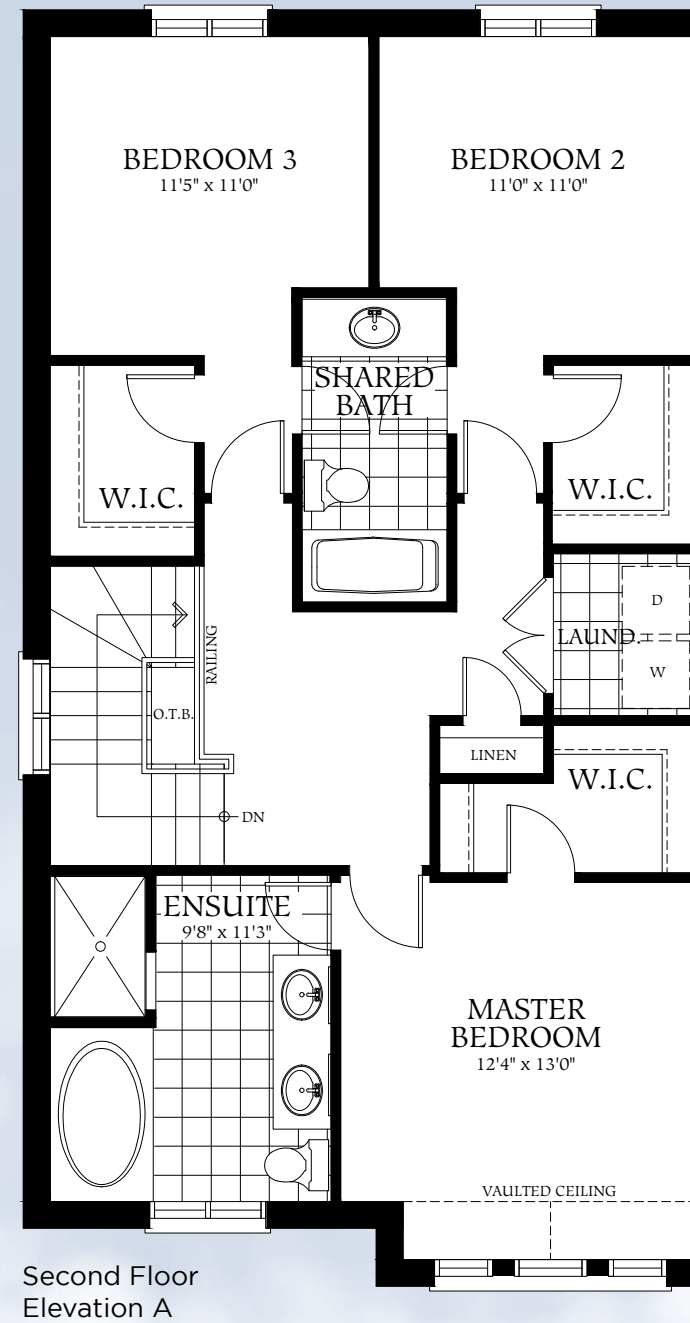 BEDROOM 3
11'5" x 11'0"
BEDROOM 2
11'0" x 11'0"
SHARED
BATH
W.I.C.
W.I.C.
D
LAUND.
W
RAILING
O.T.B.
LINEN
W.I.C.
DN
ENSUITE
9'8" x 11'3"
MASTER
BEDROOM
12'4" x 13'0"
VAULTED CEILING
Second Floor
Elevation A